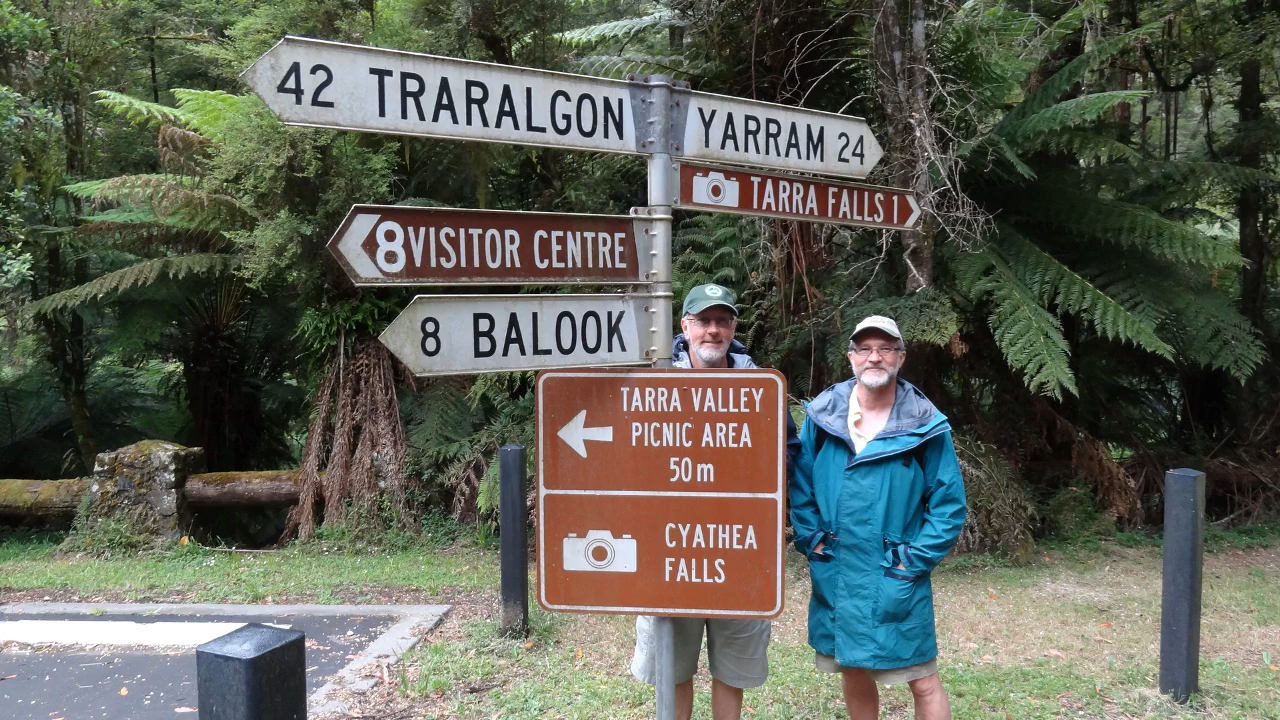 42 TRARALGON
YARRAM 24
TARRA FALLS 1
8 VISITOR CENTRE
8 BALOOK
TARRA VALLEY
PICNIC AREA
50 m
CYATHEA
FALLS